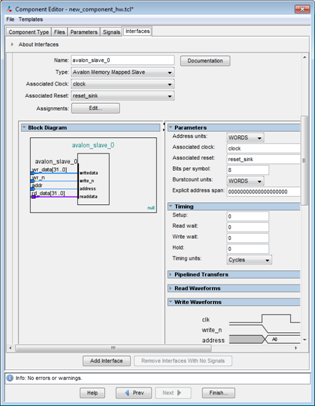 Component Editor - new_component_hw.tcl*
File Templates
Component Type Files Parameters Signals Interfaces
About Interfaces
Name: avalon_slave_0 Documentation
Type: Avalon Memory Mapped Slave
Associated Clock: clock
Associated Reset: reset_sink
Assignments: Edit...
Block Diagram
avalon_slave_0
avalon_slave_0
wr_data[31..0] writedata
wr_n write_n
addr address
rd_data[31..0] readdata
null
Parameters
Address units: WORDS
Associated clock: clock
Associated reset: reset_sink
Bits per symbol: 8
Burstcount units: WORDS
Explicit address span: 0000000000000000
Timing
Setup: 0
Read wait: 0
Write wait: 0
Hold: 0
Timing units: Cycles
Pipelined Transfers
Read Waveforms
Write Waveforms
clk
write_n
address A0
Add Interface Remove Interfaces With No Signals
Info: No errors or warnings.
Help Prev Next Finish...